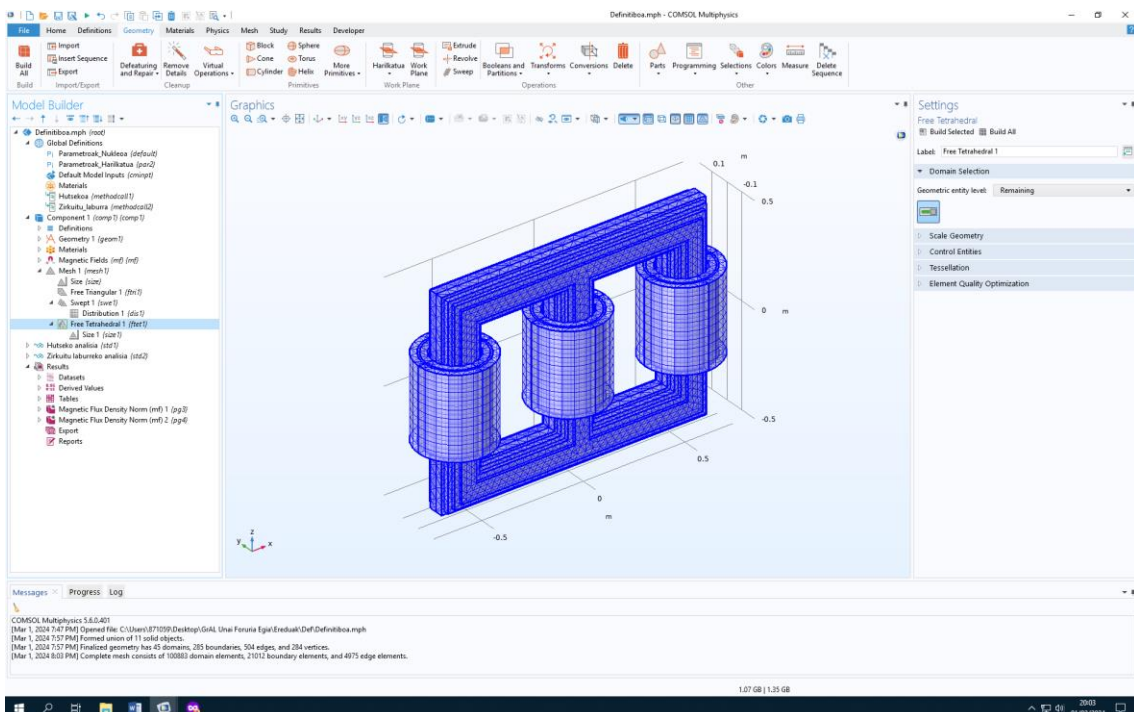 Definitiboa.mph - COMSOL Multiphysics
File Home Definitions Geometry Materials Physics Mesh Study Results Developer
Build All
Import
Insert Sequence
Export
Defeaturing and Repair
Remove Details
Virtual Operations
Block Sphere
Cone Torus
Cylinder Helix
More Primitives
Harilkatua
Work Plane
Extrude
Revolve
Sweep
Booleans and Partitions
Transforms
Conversions
Delete
Parts
Programming
Selections
Colors
Measure
Delete Sequence
Build Import/Export Cleanup Primitives Work Plane Operations Other
Model Builder
Definitiboa.mph (root)
Global Definitions
Pi Parametroak_Nukleoa (default)
Pi Parametroak_Harilkatua (par2)
Default Model Inputs (cminpt)
Materials
Hutsekoa (methodcall1)
Zirkuitu_laburra (methodcall2)
Component 1 (comp1) (comp1)
Definitions
Geometry 1 (geom1)
Materials
Magnetic Fields (mf) (mf)
Mesh 1 (mesh1)
Size (size)
Free Triangular 1 (ftri1)
Swept 1 (swe1)
Distribution 1 (dis1)
Free Tetrahedral 1 (ftet1)
Size 1 (size1)
Hutseko analisia (std1)
Zirkuitu laburreko analisia (std2)
Results
Datasets
Derived Values
Tables
Magnetic Flux Density Norm (mf) 1 (pg3)
Magnetic Flux Density Norm (mf) 2 (pg4)
Export
Reports
Graphics
m
0.1
-0.1
0.5
0 m
-0.5
0.5
0
m
-0.5
z
y x
Settings
Free Tetrahedral
Build Selected Build All
Label: Free Tetrahedral 1
Domain Selection
Geometric entity level: Remaining
Scale Geometry
Control Entities
Tessellation
Element Quality Optimization
Messages Progress Log
COMSOL Multiphysics 5.6.0.401
[Mar 1, 2024 7:47 PM] Opened file: C:\Users\871059\Desktop\GrAL Unai Foruria Egia\Ereduak\Def\Definitiboa.mph
[Mar 1, 2024 7:57 PM] Formed union of 11 solid objects.
[Mar 1, 2024 7:57 PM] Finalized geometry has 45 domains, 285 boundaries, 504 edges, and 284 vertices.
[Mar 1, 2024 8:03 PM] Complete mesh consists of 100883 domain elements, 21012 boundary elements, and 4975 edge elements.
1.07 GB | 1.35 GB
20:03